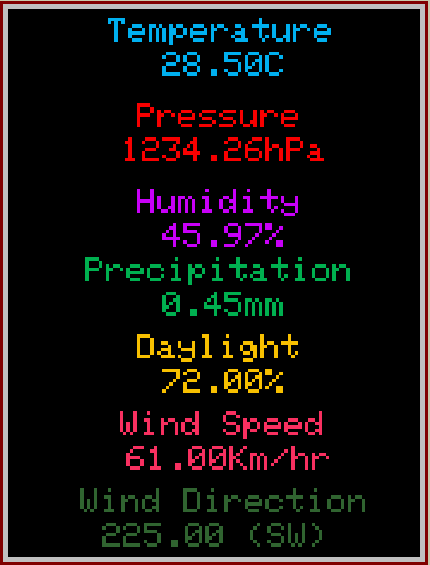 Temperature
28.50C
Pressure
1234.26hPa
Humidity
45.97%
Precipitation
0.45mm
Daylight
72.00%
Wind Speed
61.00Km/hr
Wind Direction
225.00 (SW)